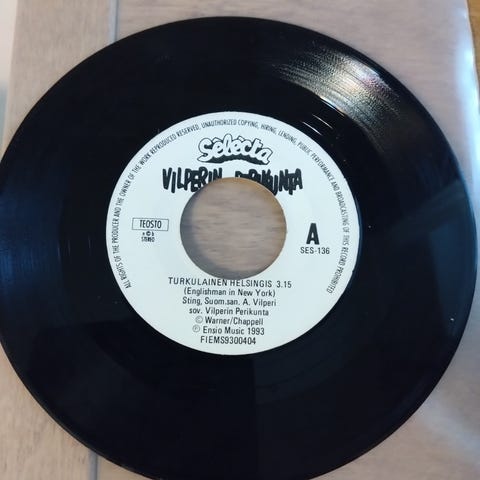 ALL RIGHTS OF THE PRODUCER AND THE OWNER OF THE WORK REPRODUCED RESERVED, UNAUTHORIZED COPYING, HIRING, LENDING, PUBLIC PERFORMANCE AND BROADCASTING OF THIS RECORD PROHIBITED
Selecta
VILPERIN PERIKUNTA
TEOSTO
STEREO
A
SES-136
TURKULAINEN HELSINGIS 3.15
(Englishman in New York)
Sting, Suom.san. A. Vilperi
sov. Vilperin Perikunta
© Warner/Chappell
℗ Ensio Music 1993
FIEMS9300404